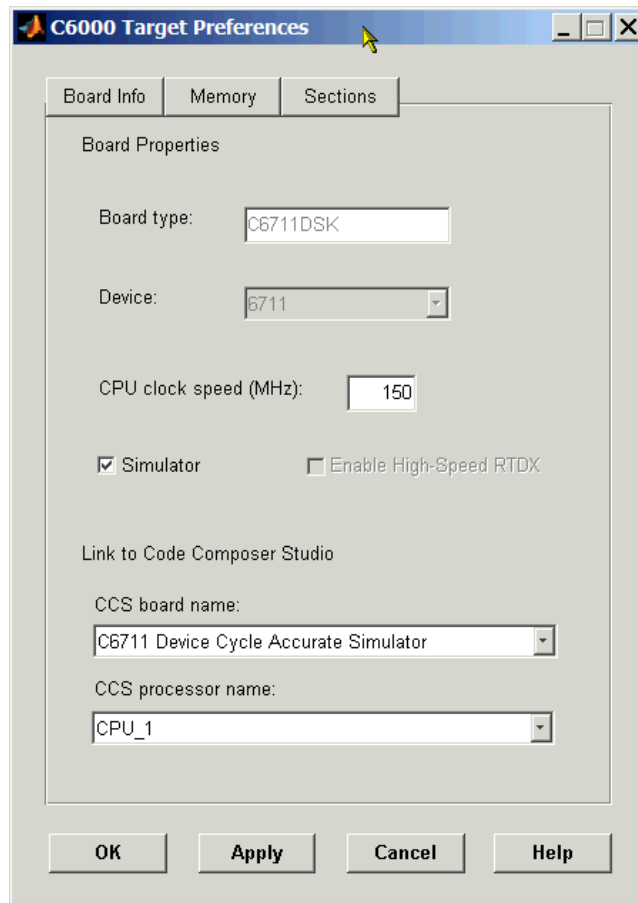 C6000 Target Preferences
Board Info Memory Sections
Board Properties
Board type: C6711DSK
Device: 6711
CPU clock speed (MHz): 150
Simulator Enable High-Speed RTDX
Link to Code Composer Studio
CCS board name:
C6711 Device Cycle Accurate Simulator
CCS processor name:
CPU_1
OK Apply Cancel Help